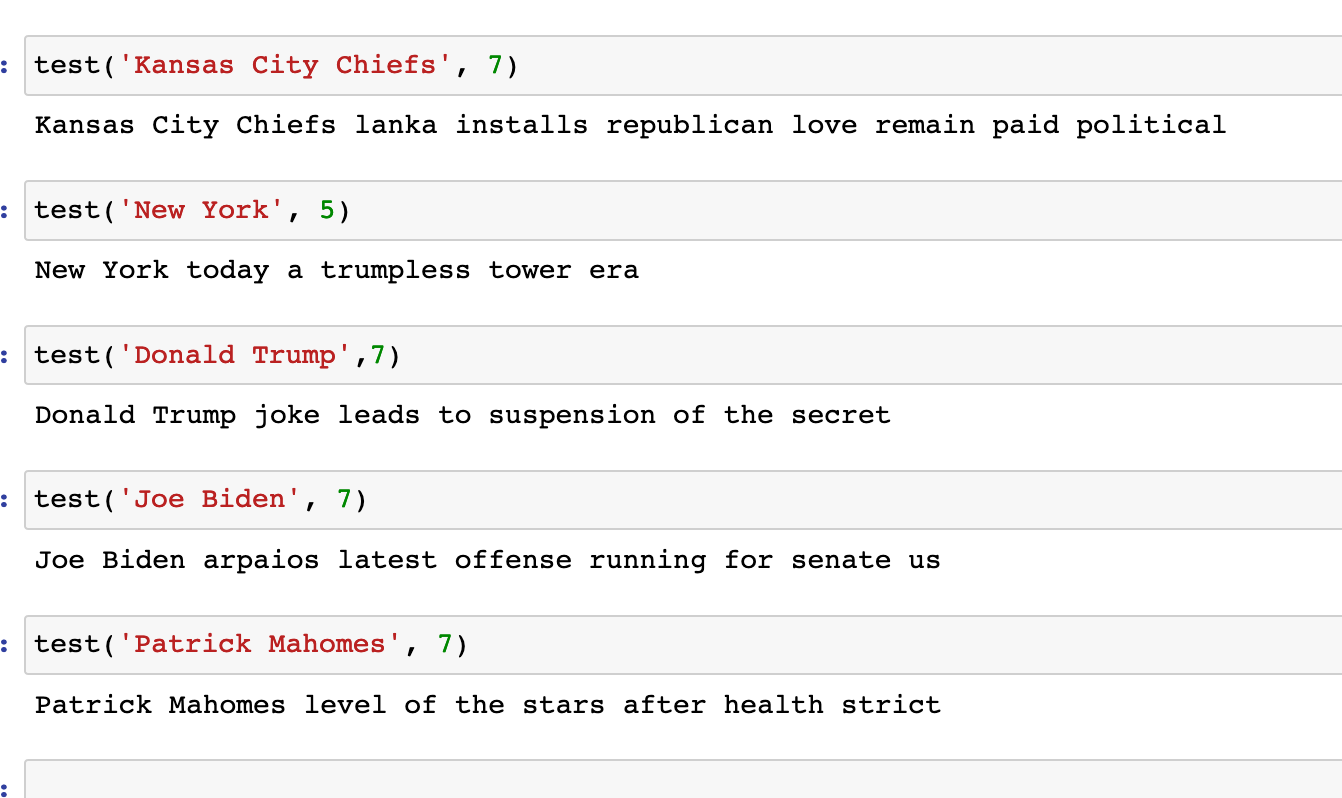 :
test('Kansas City Chiefs', 7)
Kansas City Chiefs lanka installs republican love remain paid political
:
test('New York', 5)
New York today a trumpless tower era
:
test('Donald Trump',7)
Donald Trump joke leads to suspension of the secret
:
test('Joe Biden', 7)
Joe Biden arpaios latest offense running for senate us
:
test('Patrick Mahomes', 7)
Patrick Mahomes level of the stars after health strict
: